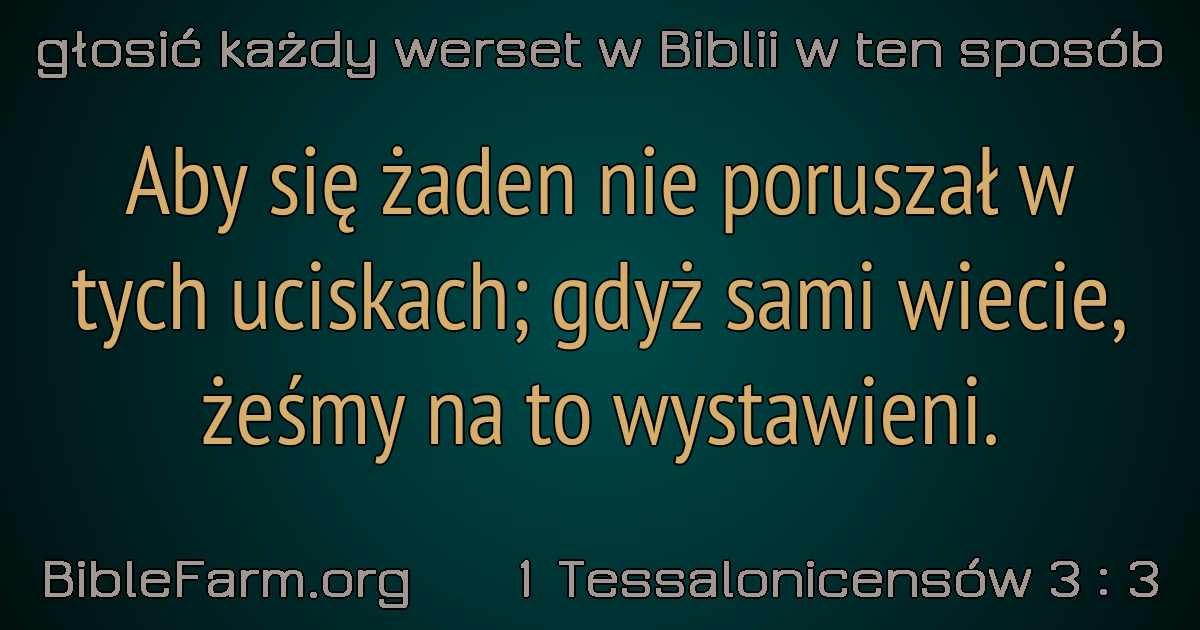 głosić każdy werset w Biblii w ten sposób
Aby się żaden nie poruszał w
tych uciskach; gdyż sami wiecie,
żeśmy na to wystawieni.
BibleFarm.org 1 Tessalonicensów 3 : 3